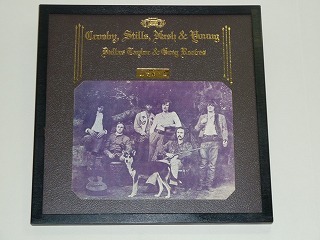 Crosby, Stills, Nash & Young
Dallas Taylor & Greg Reeves